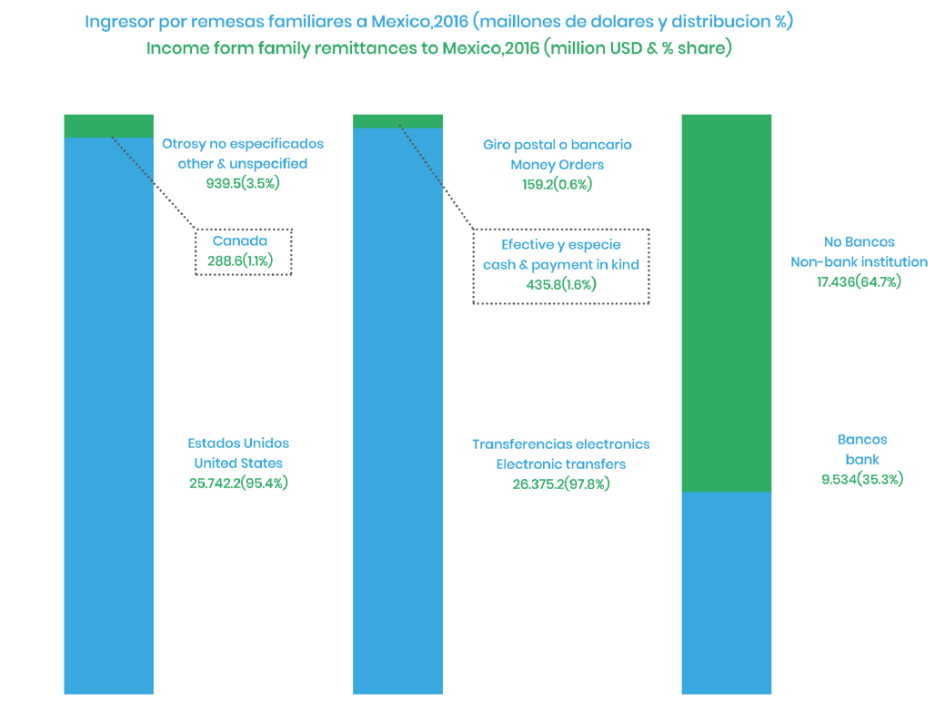 Ingresor por remesas familiares a Mexico,2016 (maillones de dolares y distribucion %)
Income form family remittances to Mexico,2016 (million USD & % share)
Otrosy no especificados
other & unspecified
939.5(3.5%)
Canada
288.6(1.1%)
Estados Unidos
United States
25.742.2(95.4%)
Giro postal o bancario
Money Orders
159.2(0.6%)
Efective y especie
cash & payment in kind
435.8(1.6%)
Transferencias electronics
Electronic transfers
26.375.2(97.8%)
No Bancos
Non-bank institution
17.436(64.7%)
Bancos
bank
9.534(35.3%)